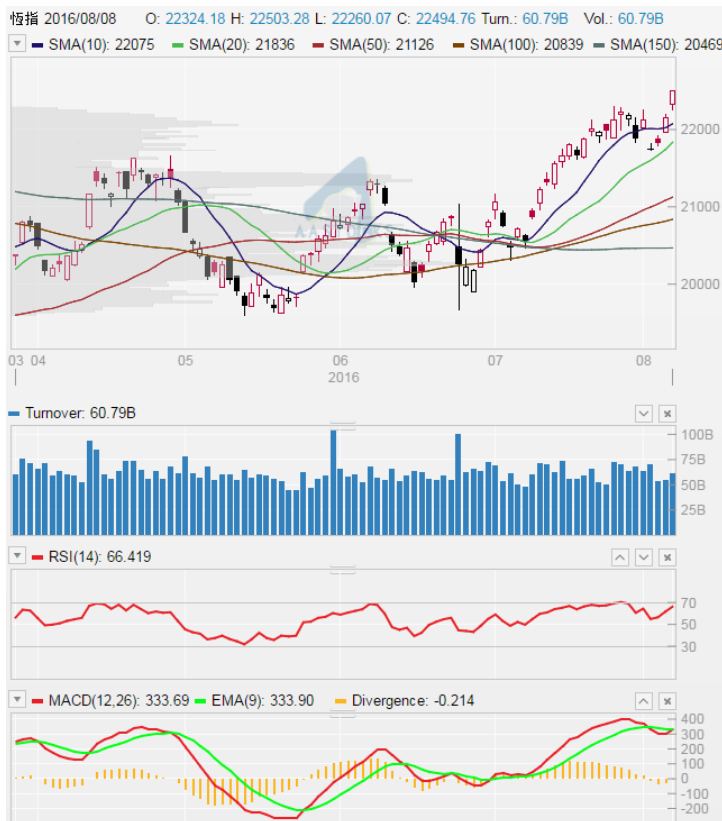 恆指 2016/08/08 O: 22324.18 H: 22503.28 L: 22260.07 C: 22494.76 Turn.: 60.79B Vol.: 60.79B
SMA(10): 22075 SMA(20): 21836 SMA(50): 21126 SMA(100): 20839 SMA(150): 20469
22000
21000
20000
03 04 05 06 07 08
2016
Turnover: 60.79B
100B
75B
50B
25B
RSI(14): 66.419
70
50
30
MACD(12,26): 333.69 EMA(9): 333.90 Divergence: -0.214
400
300
200
100
0
-100
-200